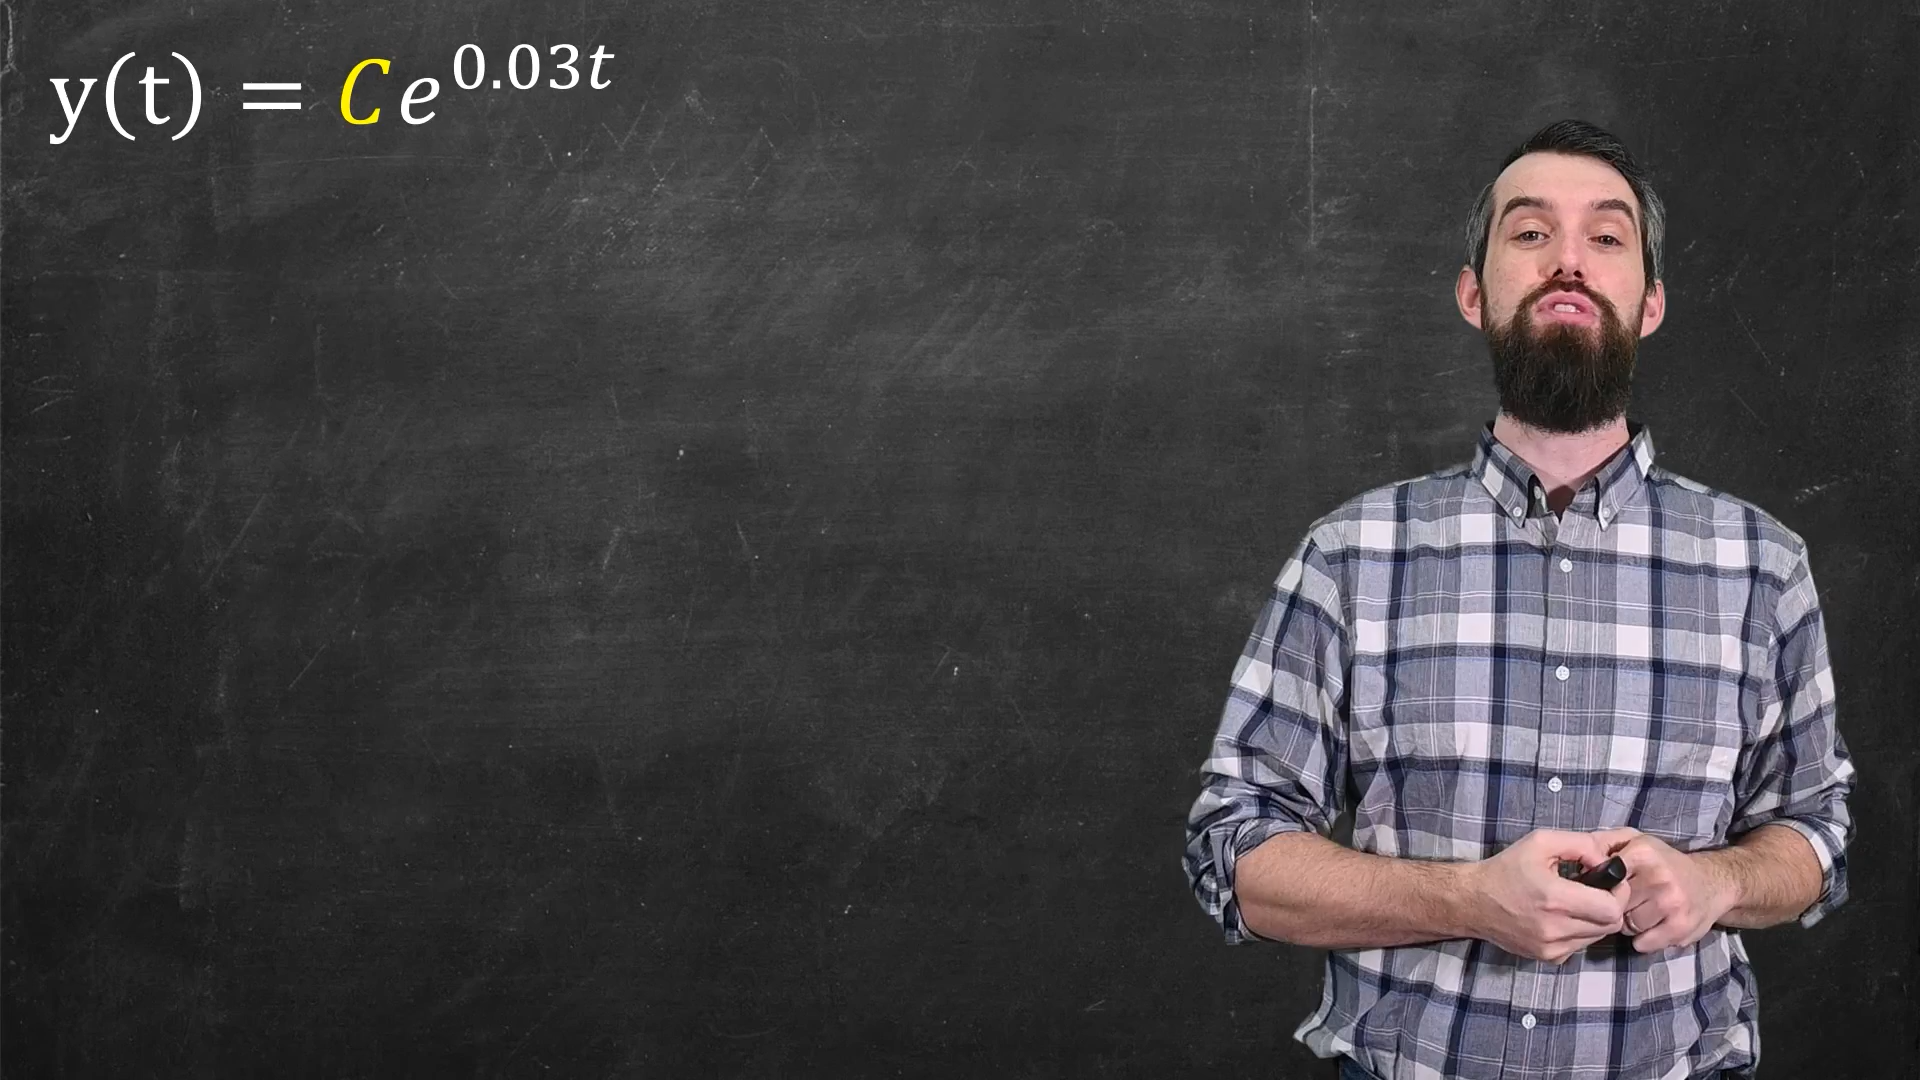 y(t) = Ce^{0.03t}